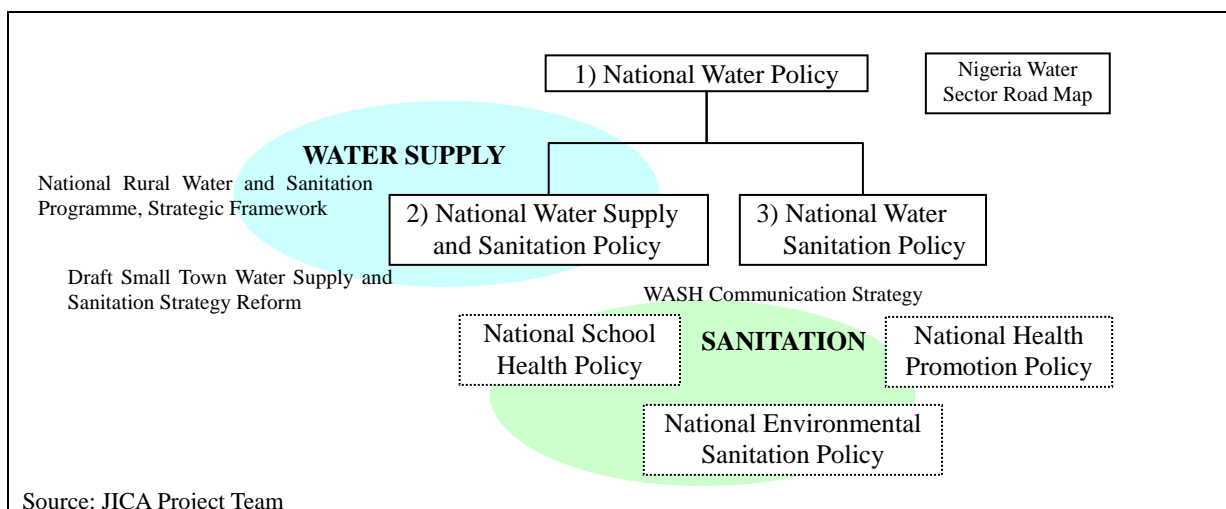 1) National Water Policy
Nigeria Water
Sector Road Map
WATER SUPPLY
National Rural Water and Sanitation
Programme, Strategic Framework
2) National Water Supply
and Sanitation Policy
3) National Water
Sanitation Policy
Draft Small Town Water Supply and
Sanitation Strategy Reform
WASH Communication Strategy
National School
Health Policy
SANITATION
National Health
Promotion Policy
National Environmental
Sanitation Policy
Source: JICA Project Team